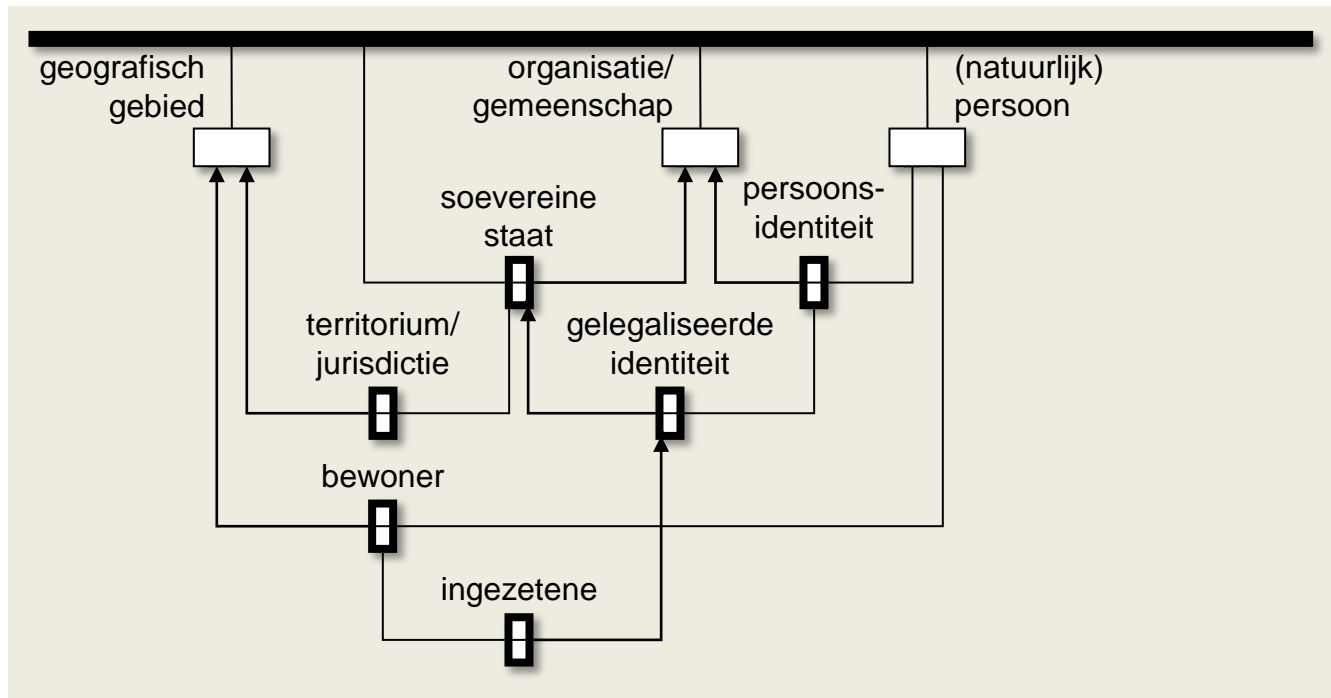 geografisch
gebied
organisatie/
gemeenschap
(natuurlijk)
persoon
soevereine
staat
persoons-
identiteit
territorium/
jurisdictie
gelegaliseerde
identiteit
bewoner
ingezetene